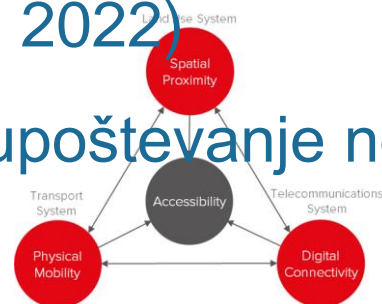 2022)
Land Use System
Spatial
Proximity
upoštevanje
Accessibility
Transport
System
Telecommunications
System
Physical
Mobility
Digital
Connectivity